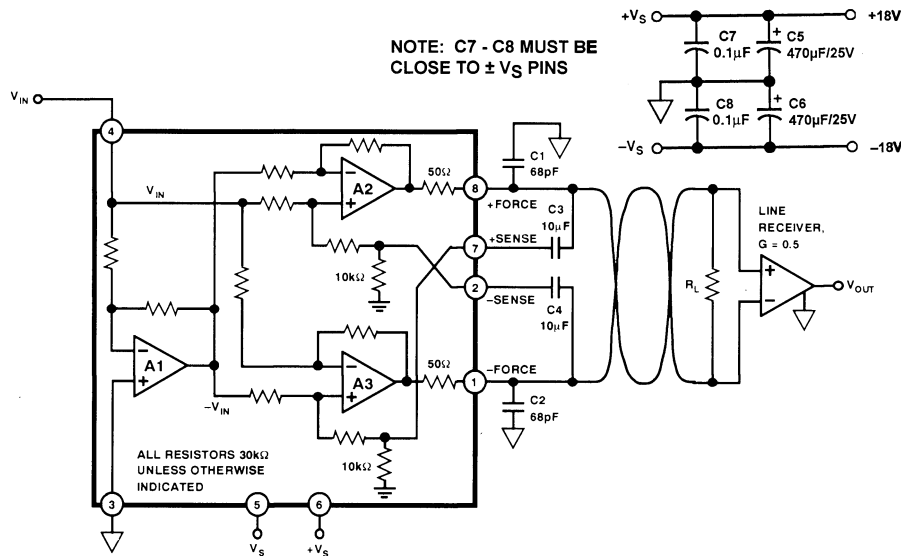 NOTE: C7 - C8 MUST BE
CLOSE TO ± VS PINS
+VS
+18V
C7
0.1µF
C5
470µF/25V
+
C8
0.1µF
C6
470µF/25V
+
–VS
–18V
VIN
4
VIN
A2
50Ω
8
+FORCE
C1
68pF
C3
10µF
7
+SENSE
10kΩ
2
–SENSE
C4
10µF
A1
–VIN
A3
50Ω
1
–FORCE
C2
68pF
10kΩ
RL
LINE
RECEIVER,
G = 0.5
+
–
VOUT
–
+
–
+
–
+
ALL RESISTORS 30kΩ
UNLESS OTHERWISE
INDICATED
3
5
6
VS
+VS